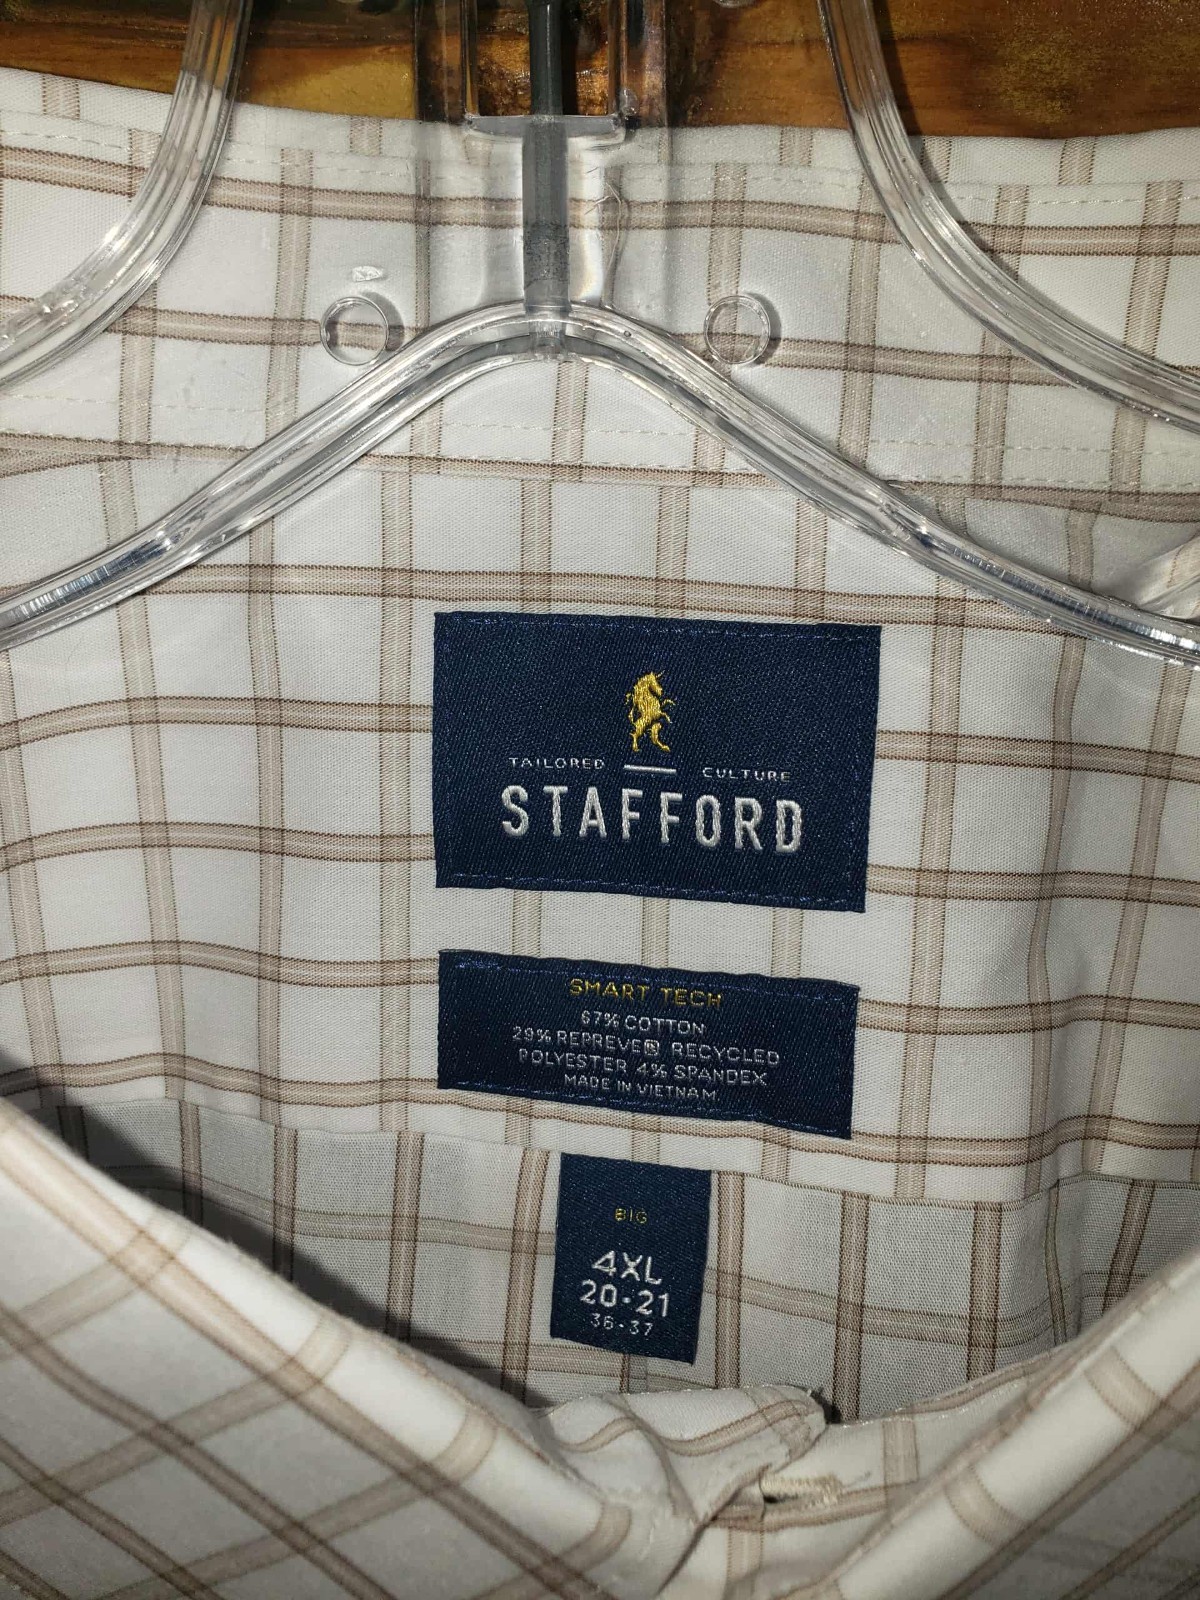 TAILORED CULTURE
STAFFORD
SMART TECH
67% COTTON
29% REPREVE® RECYCLED
POLYESTER 4% SPANDEX
MADE IN VIETNAM
BIG
4XL
20-21
36-37